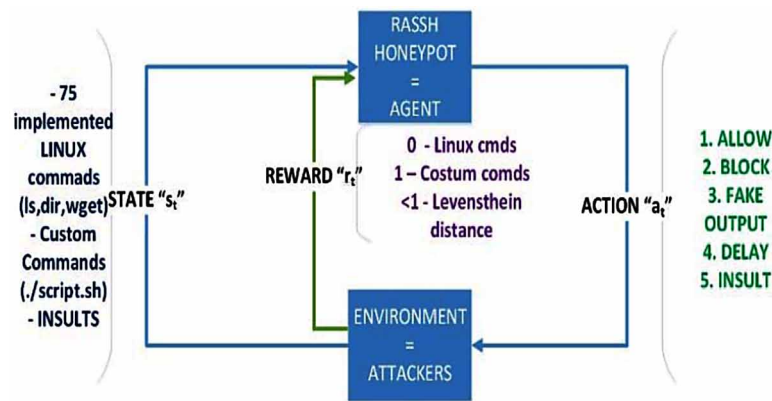 RASSH
HONEYPOT
=
AGENT
- 75
implemented
LINUX
commads
(ls,dir,wget)
- Custom
Commands
(./script.sh)
- INSULTS
STATE "sₜ"
REWARD "rₜ"
0 - Linux cmds
1 – Costum comds
<1 - Levensthein
distance
ACTION "aₜ"
1. ALLOW
2. BLOCK
3. FAKE
OUTPUT
4. DELAY
5. INSULT
ENVIRONMENT
=
ATTACKERS